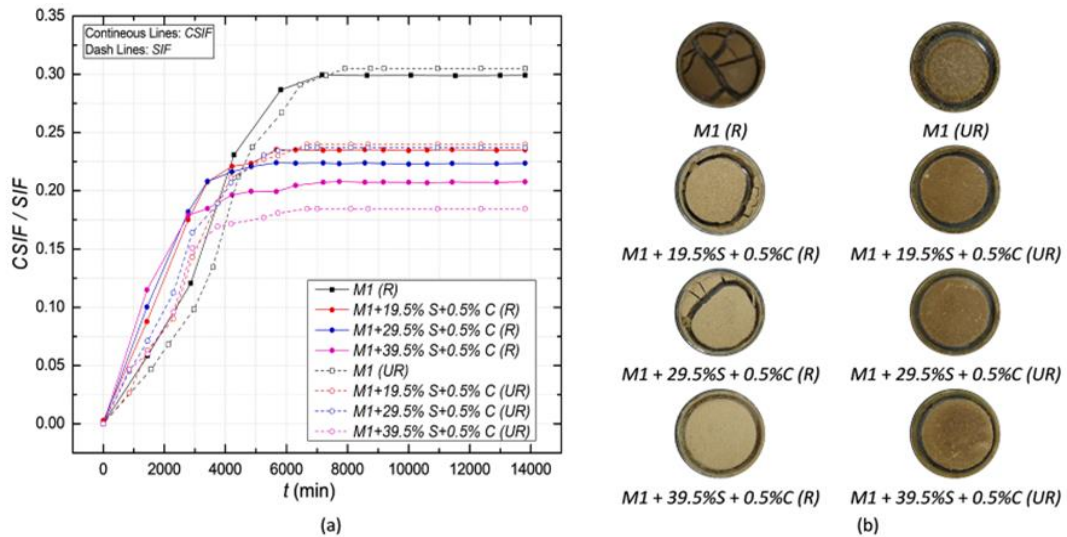 0.35
0.30
0.25
0.20
0.15
0.10
0.05
0.00
CSIF / SIF
Contineous Lines: CSIF
Dash Lines: SIF
M1 (R)
M1+19.5% S+0.5% C (R)
M1+29.5% S+0.5% C (R)
M1+39.5% S+0.5% C (R)
M1 (UR)
M1+19.5% S+0.5% C (UR)
M1+29.5% S+0.5% C (UR)
M1+39.5% S+0.5% C (UR)
0 2000 4000 6000 8000 10000 12000 14000
t (min)
(a)
M1 (R) M1 (UR)
M1 + 19.5%S + 0.5%C (R) M1 + 19.5%S + 0.5%C (UR)
M1 + 29.5%S + 0.5%C (R) M1 + 29.5%S + 0.5%C (UR)
M1 + 39.5%S + 0.5%C (R) M1 + 39.5%S + 0.5%C (UR)
(b)